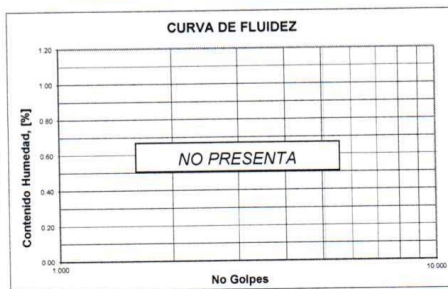 CURVA DE FLUIDEZ
Contenido Humedad, [%]
1.20
1.00
0.80
0.60
0.40
0.20
0.00
NO PRESENTA
1 000
10 000
No Golpes